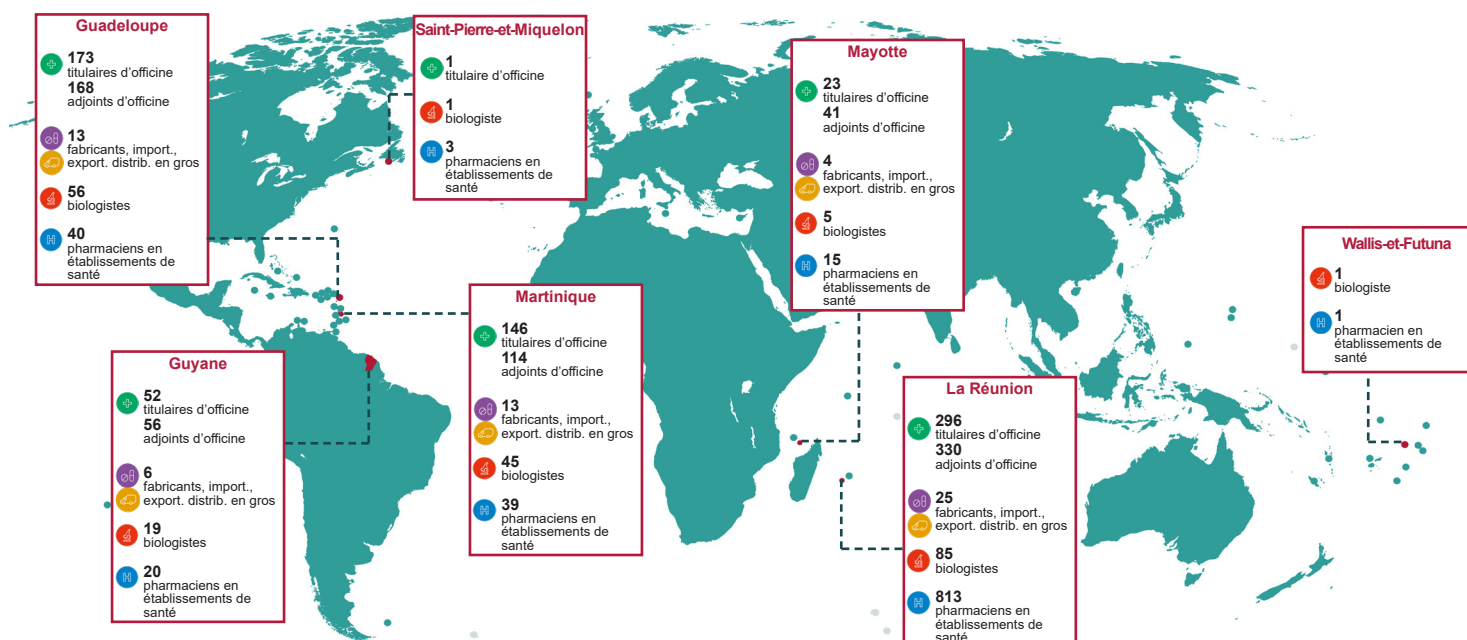 Guadeloupe
173
titulaires d'officine
168
adjoints d'officine
13
fabricants, import.,
export. distrib. en gros
56
biologistes
40
pharmaciens en
établissements de
santé
Saint-Pierre-et-Miquelon
1
titulaire d'officine
1
biologiste
3
pharmaciens en
établissements de
santé
Mayotte
23
titulaires d'officine
41
adjoints d'officine
4
fabricants, import.,
export. distrib. en gros
5
biologistes
15
pharmaciens en
établissements de
santé
Wallis-et-Futuna
1
biologiste
1
pharmacien en
établissements de
santé
Martinique
146
titulaires d'officine
114
adjoints d'officine
13
fabricants, import.,
export. distrib. en gros
45
biologistes
39
pharmaciens en
établissements de
santé
Guyane
52
titulaires d'officine
56
adjoints d'officine
6
fabricants, import.,
export. distrib. en gros
19
biologistes
20
pharmaciens en
établissements de
santé
La Réunion
296
titulaires d'officine
330
adjoints d'officine
25
fabricants, import.,
export. distrib. en gros
85
biologistes
813
pharmaciens en
établissements de
santé